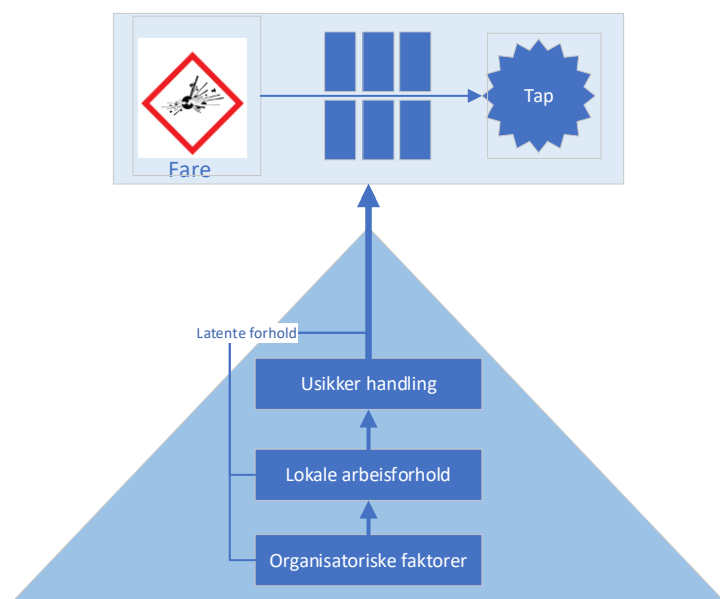 Tap
Fare
Latente forhold
Usikker handling
Lokale arbeisforhold
Organisatoriske faktorer